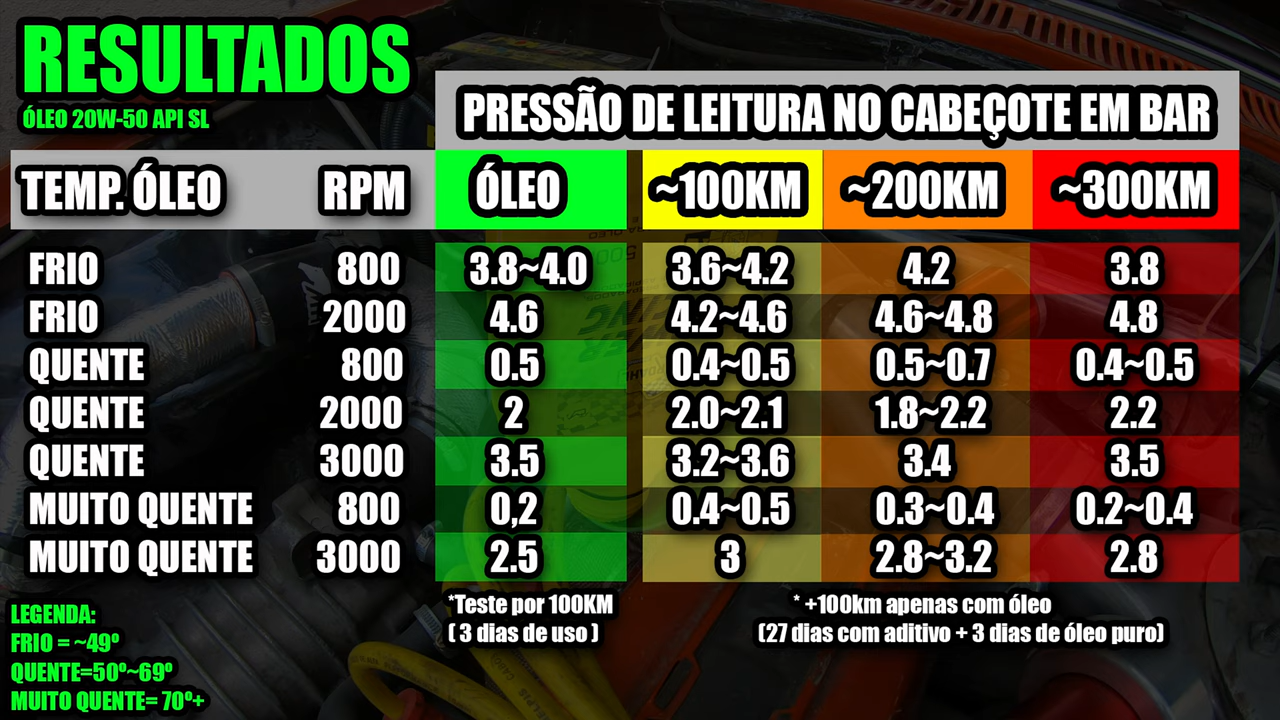 RESULTADOS
ÓLEO 20W-50 API SL
PRESSÃO DE LEITURA NO CABEÇOTE EM BAR
TEMP. ÓLEO RPM ÓLEO ~100KM ~200KM ~300KM
FRIO 800 3.8~4.0 3.6~4.2 4.2 3.8
FRIO 2000 4.6 4.2~4.6 4.6~4.8 4.8
QUENTE 800 0.5 0.4~0.5 0.5~0.7 0.4~0.5
QUENTE 2000 2 2.0~2.1 1.8~2.2 2.2
QUENTE 3000 3.5 3.2~3.6 3.4 3.5
MUITO QUENTE 800 0,2 0.4~0.5 0.3~0.4 0.2~0.4
MUITO QUENTE 3000 2.5 3 2.8~3.2 2.8
*Teste por 100KM
( 3 dias de uso )
* +100km apenas com óleo
(27 dias com aditivo + 3 dias de óleo puro)
LEGENDA:
FRIO = ~49º
QUENTE=50º~69º
MUITO QUENTE= 70º+